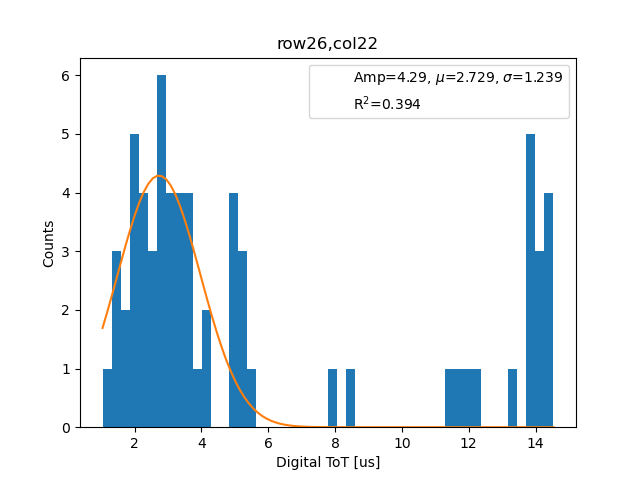 row26,col22
Amp=4.29, μ=2.729, σ=1.239
R²=0.394
Counts
6
5
4
3
2
1
0
2 4 6 8 10 12 14
Digital ToT [us]